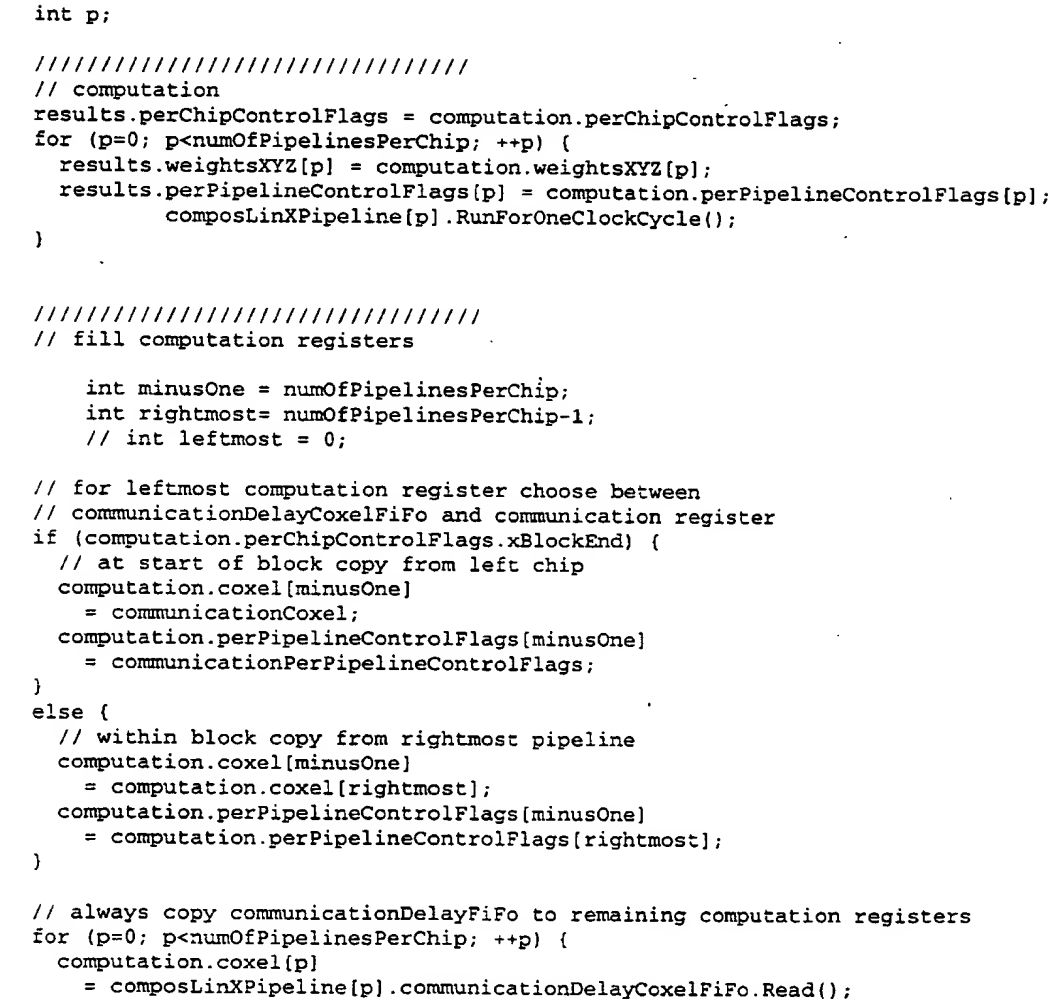 int p;
/////////////////////////////////
// computation
results.perChipControlFlags = computation.perChipControlFlags;
for (p=0; p<numOfPipelinesPerChip; ++p) {
results.weightsXYZ[p] = computation.weightsXYZ[p];
results.perPipelineControlFlags[p] = computation.perPipelineControlFlags[p];
composLinXPipeline[p].RunForOneClockCycle();
}
//////////////////////////////////
// fill computation registers
int minusOne = numOfPipelinesPerChip;
int rightmost= numOfPipelinesPerChip-1;
// int leftmost = 0;
// for leftmost computation register choose between
// communicationDelayCoxelFiFo and communication register
if (computation.perChipControlFlags.xBlockEnd) {
// at start of block copy from left chip
computation.coxel[minusOne]
= communicationCoxel;
computation.perPipelineControlFlags[minusOne]
= communicationPerPipelineControlFlags;
}
else {
// within block copy from rightmost pipeline
computation.coxel[minusOne]
= computation.coxel[rightmost];
computation.perPipelineControlFlags[minusOne]
= computation.perPipelineControlFlags[rightmost];
}
// always copy communicationDelayFiFo to remaining computation registers
for (p=0; p<numOfPipelinesPerChip; ++p) {
computation.coxel[p]
= composLinXPipeline[p].communicationDelayCoxelFiFo.Read();